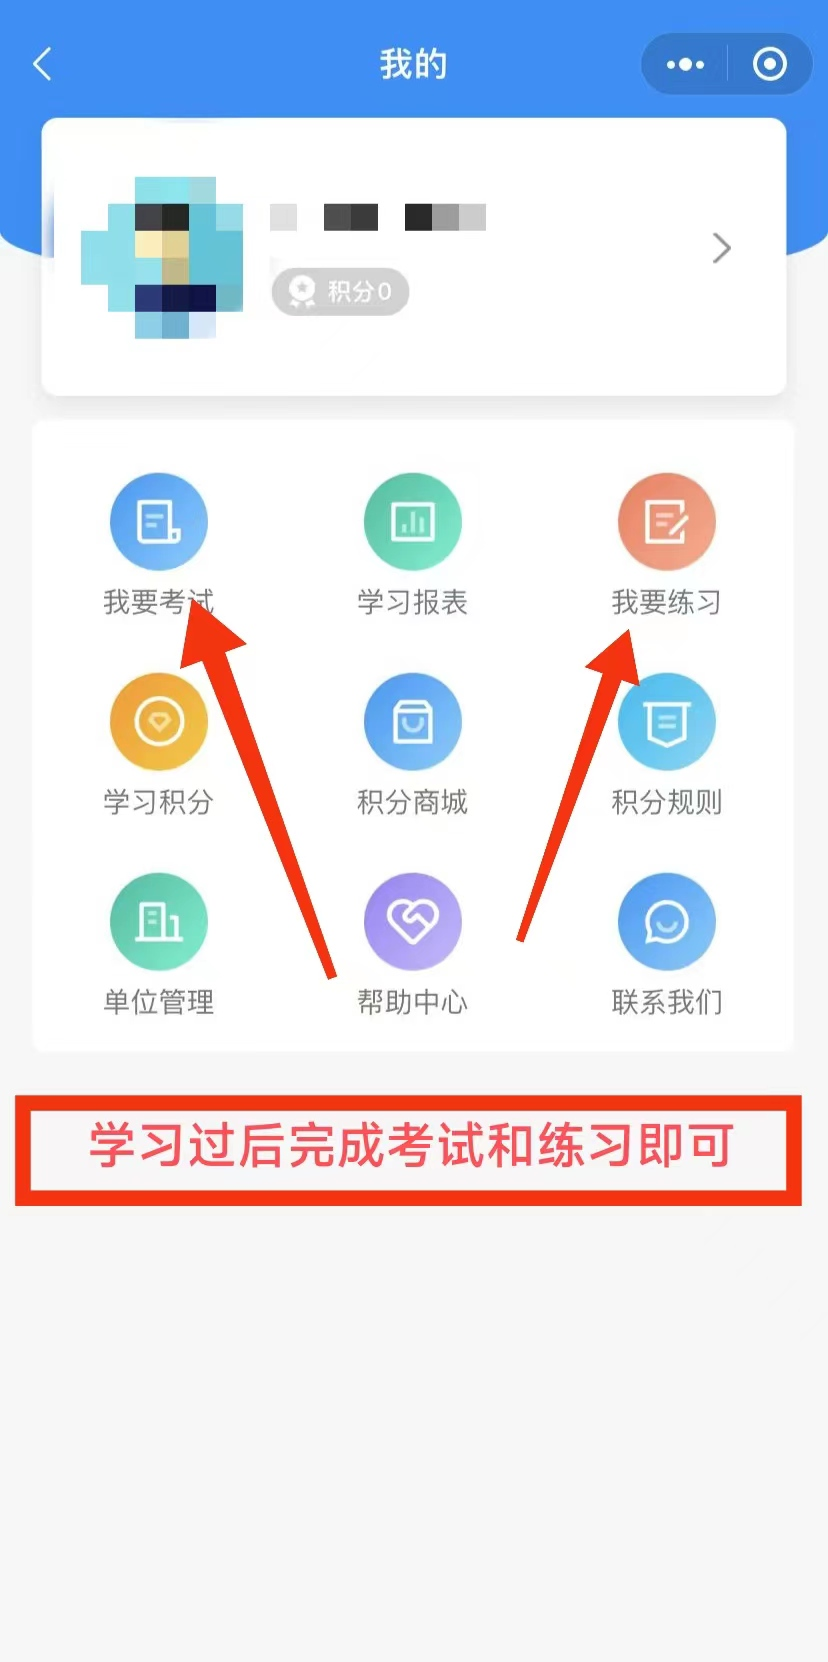 我的
积分0
我要考试
学习报表
我要练习
学习积分
积分商城
积分规则
单位管理
帮助中心
联系我们
学习过后完成考试和练习即可